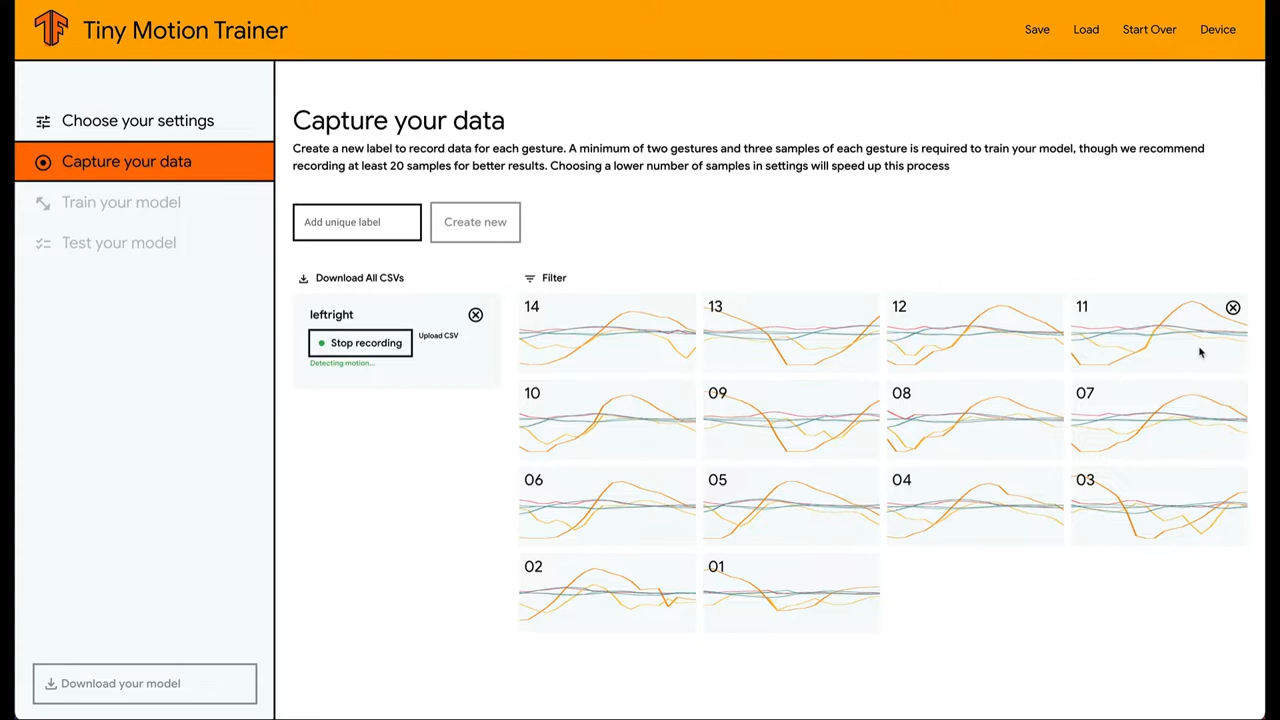 Tiny Motion Trainer
Save
Load
Start Over
Device
Choose your settings
Capture your data
Train your model
Test your model
Download your model
Capture your data
Create a new label to record data for each gesture. A minimum of two gestures and three samples of each gesture is required to train your model, though we recommend
recording at least 20 samples for better results. Choosing a lower number of samples in settings will speed up this process
Add unique label
Create new
Download All CSVs
Filter
leftright
Stop recording
Upload CSV
Detecting motion...
14
13
12
11
10
09
08
07
06
05
04
03
02
01